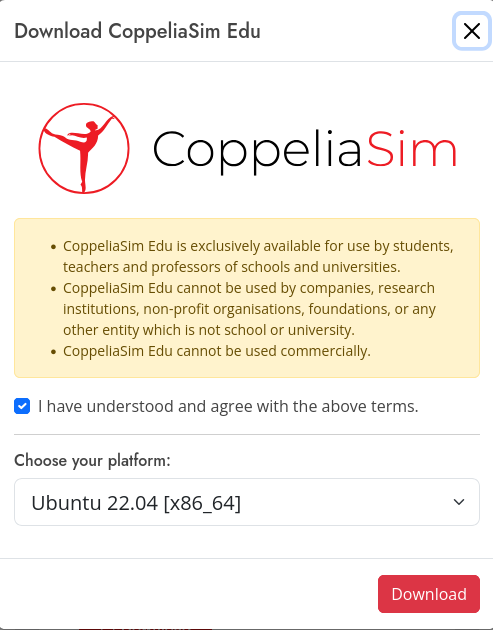 Download CoppeliaSim Edu
CoppeliaSim
• CoppeliaSim Edu is exclusively available for use by students,
teachers and professors of schools and universities.
• CoppeliaSim Edu cannot be used by companies, research
institutions, non-profit organisations, foundations, or any
other entity which is not school or university.
• CoppeliaSim Edu cannot be used commercially.
I have understood and agree with the above terms.
Choose your platform:
Ubuntu 22.04 [x86_64]
Download